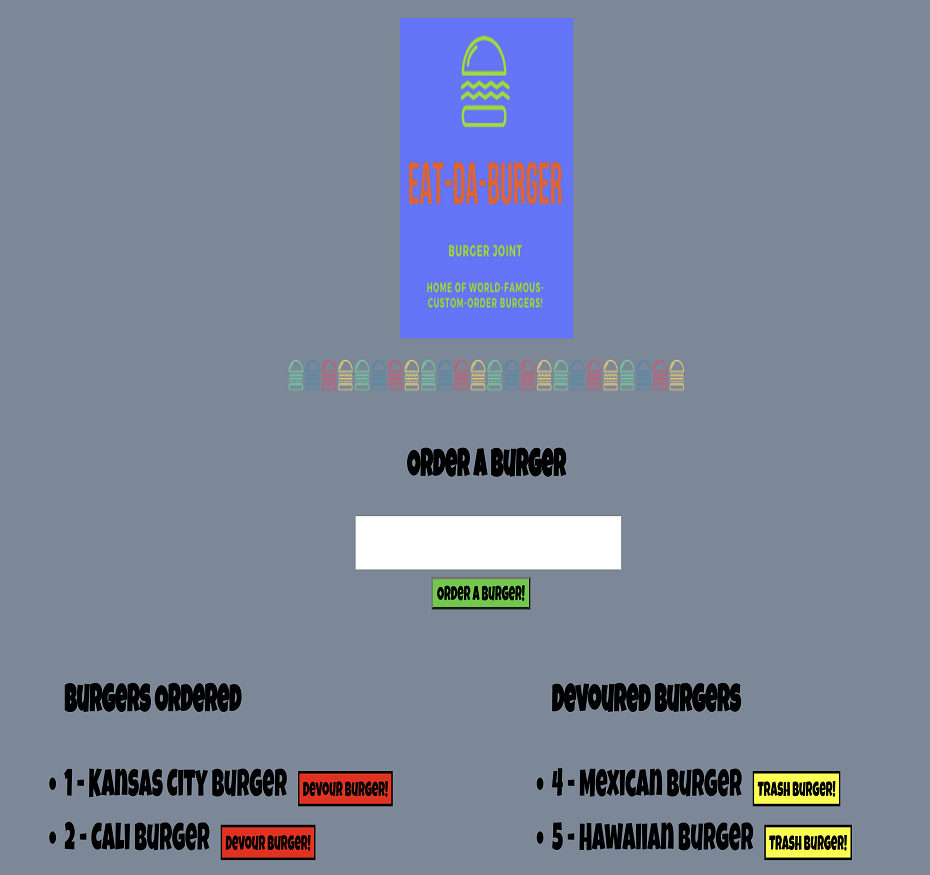 EAT-DA-BURGER
BURGER JOINT
HOME OF WORLD-FAMOUS-
CUSTOM-ORDER BURGERS!
Order A Burger
Order A Burger!
Burgers Ordered
Devoured Burgers
• 1 - Kansas City Burger Devour Burger!
• 4 - Mexican Burger Trash Burger!
• 2 - Cali Burger Devour Burger!
• 5 - Hawaiian Burger Trash Burger!